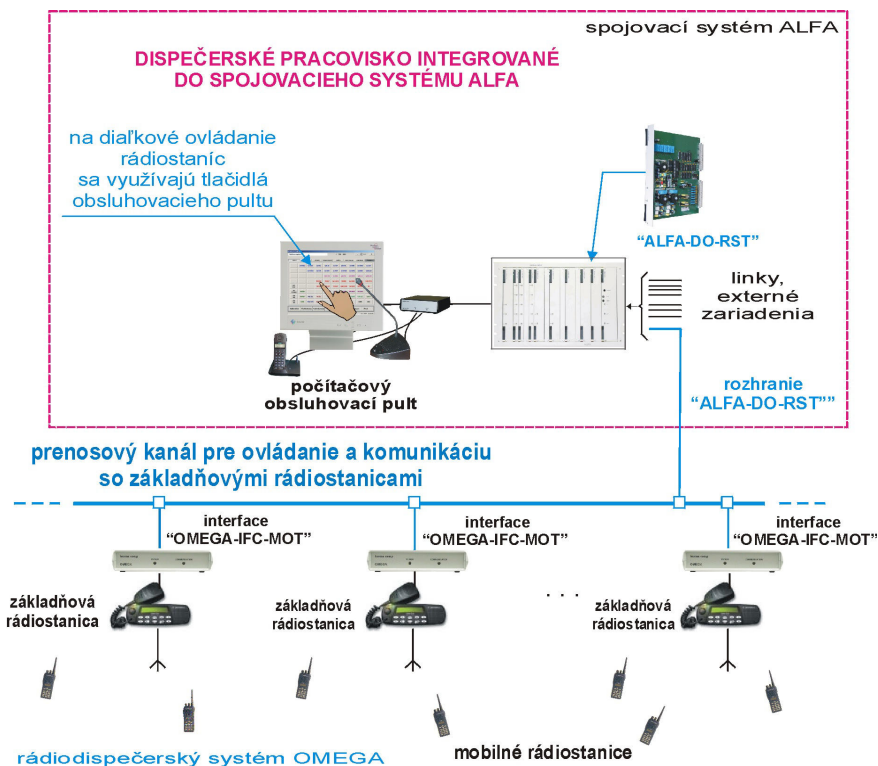 spojovací systém ALFA
DISPEČERSKÉ PRACOVISKO INTEGROVANÉ
DO SPOJOVACIEHO SYSTÉMU ALFA
na diaľkové ovládanie
rádiostaníc
sa využívajú tlačidlá
obsluhovacieho pultu
“ALFA-DO-RST”
linky,
externé
zariadenia
počítačový
obsluhovací pult
rozhranie
“ALFA-DO-RST””
prenosový kanál pre ovládanie a komunikáciu
so základňovými rádiostanicami
interface
“OMEGA-IFC-MOT”
interface
“OMEGA-IFC-MOT”
interface
“OMEGA-IFC-MOT”
OMEGA
OMEGA
OMEGA
základňová
rádiostanica
základňová
rádiostanica
. . .
základňová
rádiostanica
mobilné rádiostanice
rádiodispečerský systém OMEGA